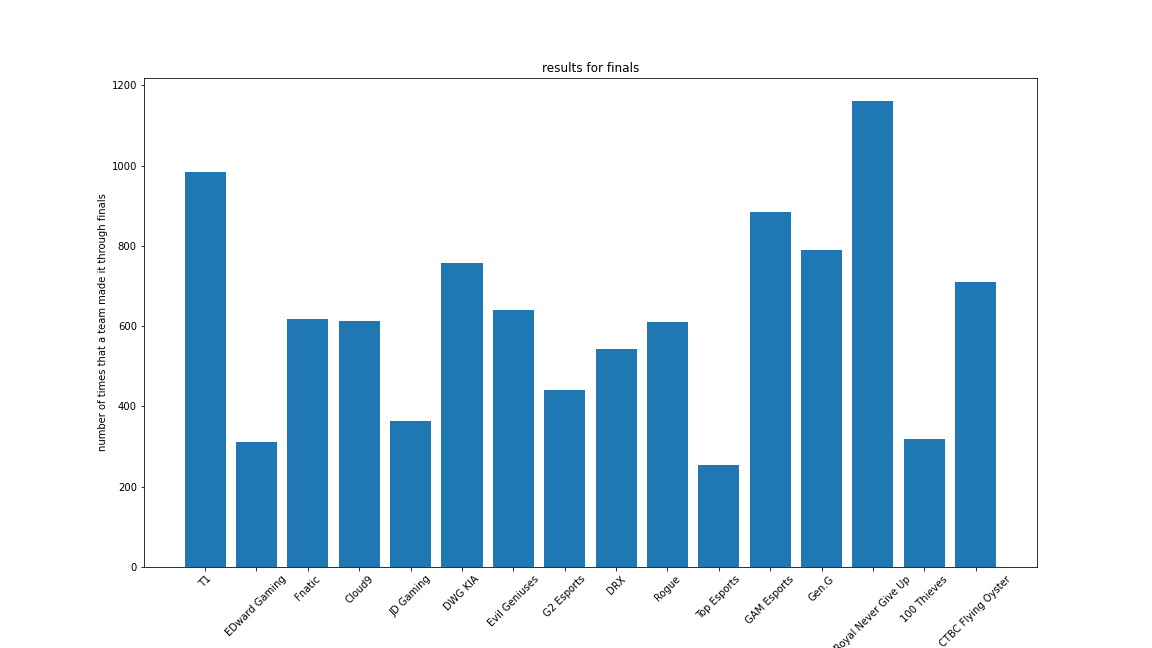 results for finals
number of times that a team made it through finals
1200
1000
800
600
400
200
0
T1
EDward Gaming
Fnatic
Cloud9
JD Gaming
DWG KIA
Evil Geniuses
G2 Esports
DRX
Rogue
Top Esports
GAM Esports
Gen.G
Royal Never Give Up
100 Thieves
CTBC Flying Oyster